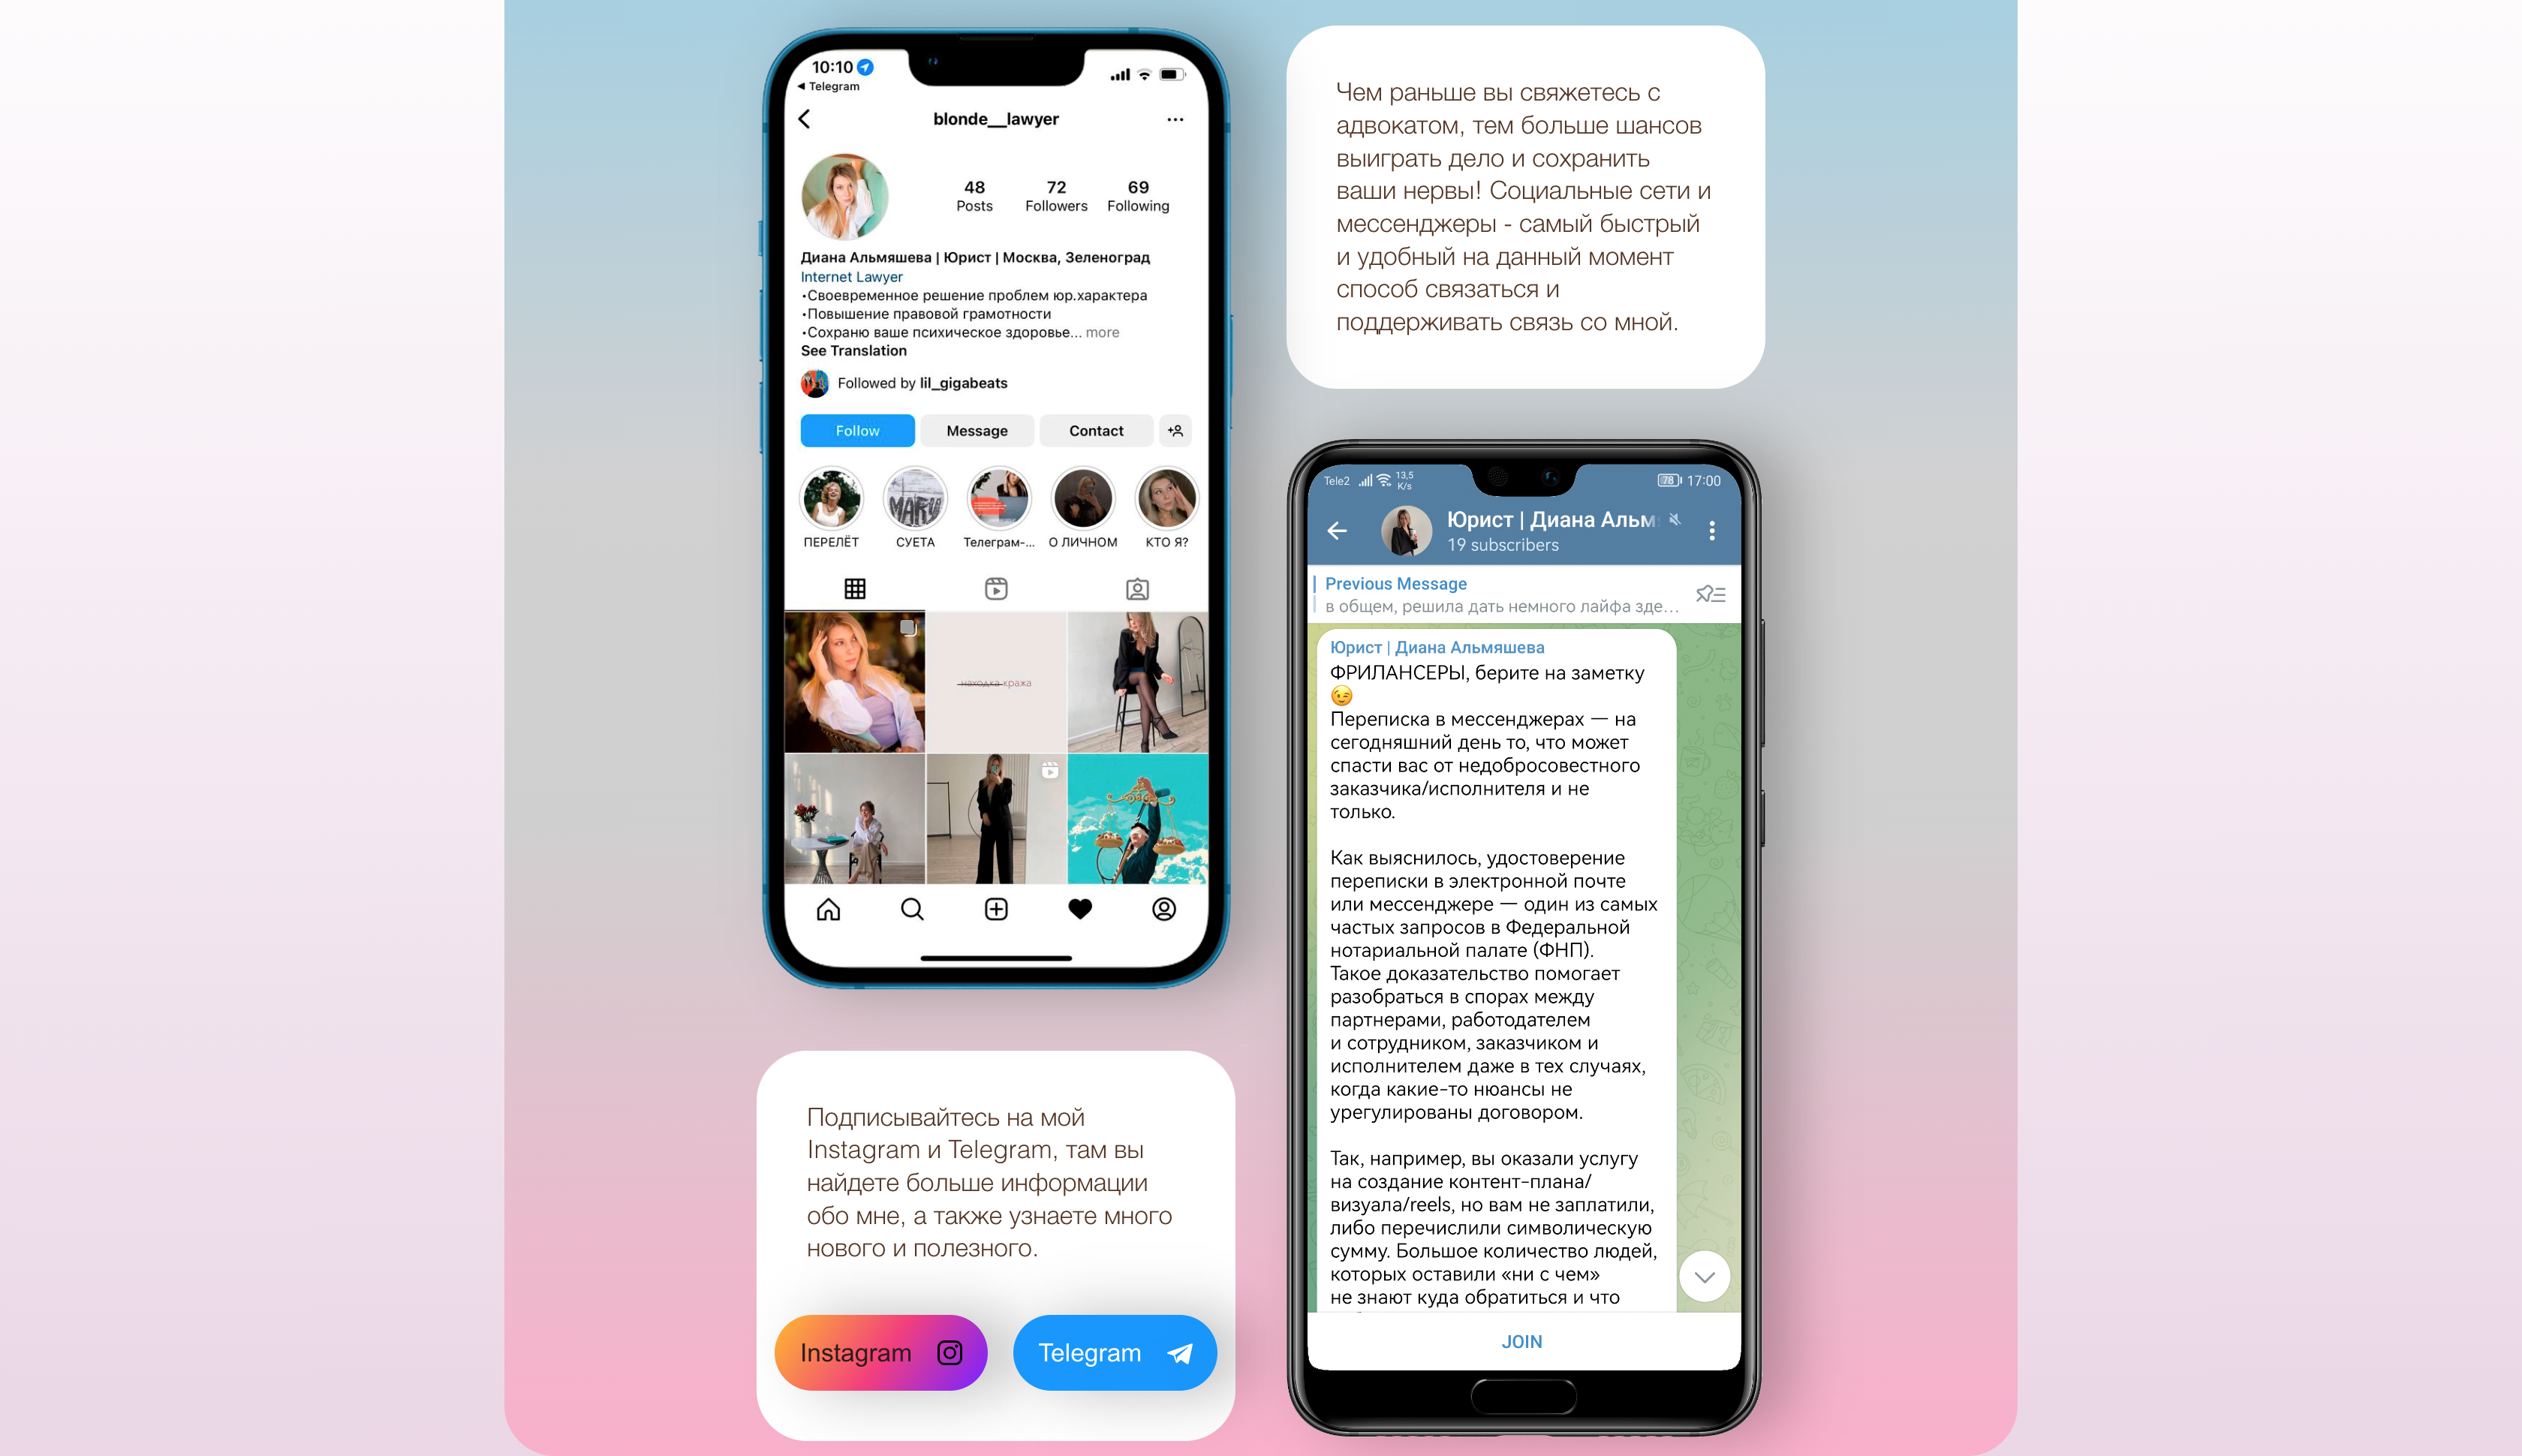 10:10
Telegram
blonde__lawyer
48
Posts
72
Followers
69
Following
Диана Альмяшева | Юрист | Москва, Зеленоград
Internet Lawyer
•Своевременное решение проблем юр.характера
•Повышение правовой грамотности
•Сохраню ваше психическое здоровье... more
See Translation
Followed by lil_gigabeats
Follow
Message
Contact
ПЕРЕЛЁТ
СУЕТА
Телеграм-...
О ЛИЧНОМ
КТО Я?
находка кража
Чем раньше вы свяжетесь с
адвокатом, тем больше шансов
выиграть дело и сохранить
ваши нервы! Социальные сети и
мессенджеры - самый быстрый
и удобный на данный момент
способ связаться и
поддерживать связь со мной.
Подписывайтесь на мой
Instagram и Telegram, там вы
найдете больше информации
обо мне, а также узнаете много
нового и полезного.
Instagram
Telegram
Tele2
13,5
K/s
78
17:00
Юрист | Диана Альм
19 subscribers
Previous Message
в общем, решила дать немного лайфа зде...
Юрист | Диана Альмяшева
ФРИЛАНСЕРЫ, берите на заметку
😉
Переписка в мессенджерах — на
сегодняшний день то, что может
спасти вас от недобросовестного
заказчика/исполнителя и не
только.
Как выяснилось, удостоверение
переписки в электронной почте
или мессенджере — один из самых
частых запросов в Федеральной
нотариальной палате (ФНП).
Такое доказательство помогает
разобраться в спорах между
партнерами, работодателем
и сотрудником, заказчиком и
исполнителем даже в тех случаях,
когда какие-то нюансы не
урегулированы договором.
Так, например, вы оказали услугу
на создание контент-плана/
визуала/reels, но вам не заплатили,
либо перечислили символическую
сумму. Большое количество людей,
которых оставили «ни с чем»
не знают куда обратиться и что
JOIN